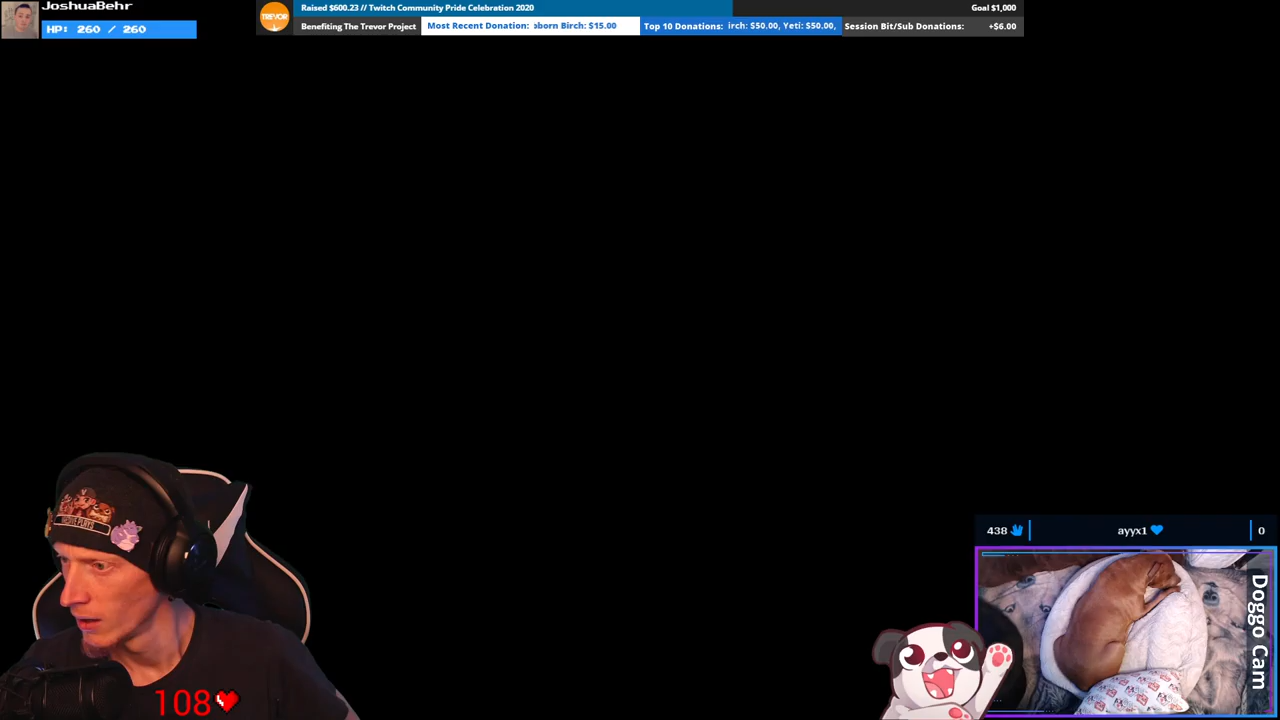 JoshuaBehr
HP: 260 / 260
TREVOR
Raised $600.23 // Twitch Community Pride Celebration 2020
Goal $1,000
Benefiting The Trevor Project
Most Recent Donation: oborn Birch: $15.00
Top 10 Donations: irch: $50.00, Yeti: $50.00,
Session Bit/Sub Donations: +$6.00
438
ayyx1
0
Doggo Cam
108